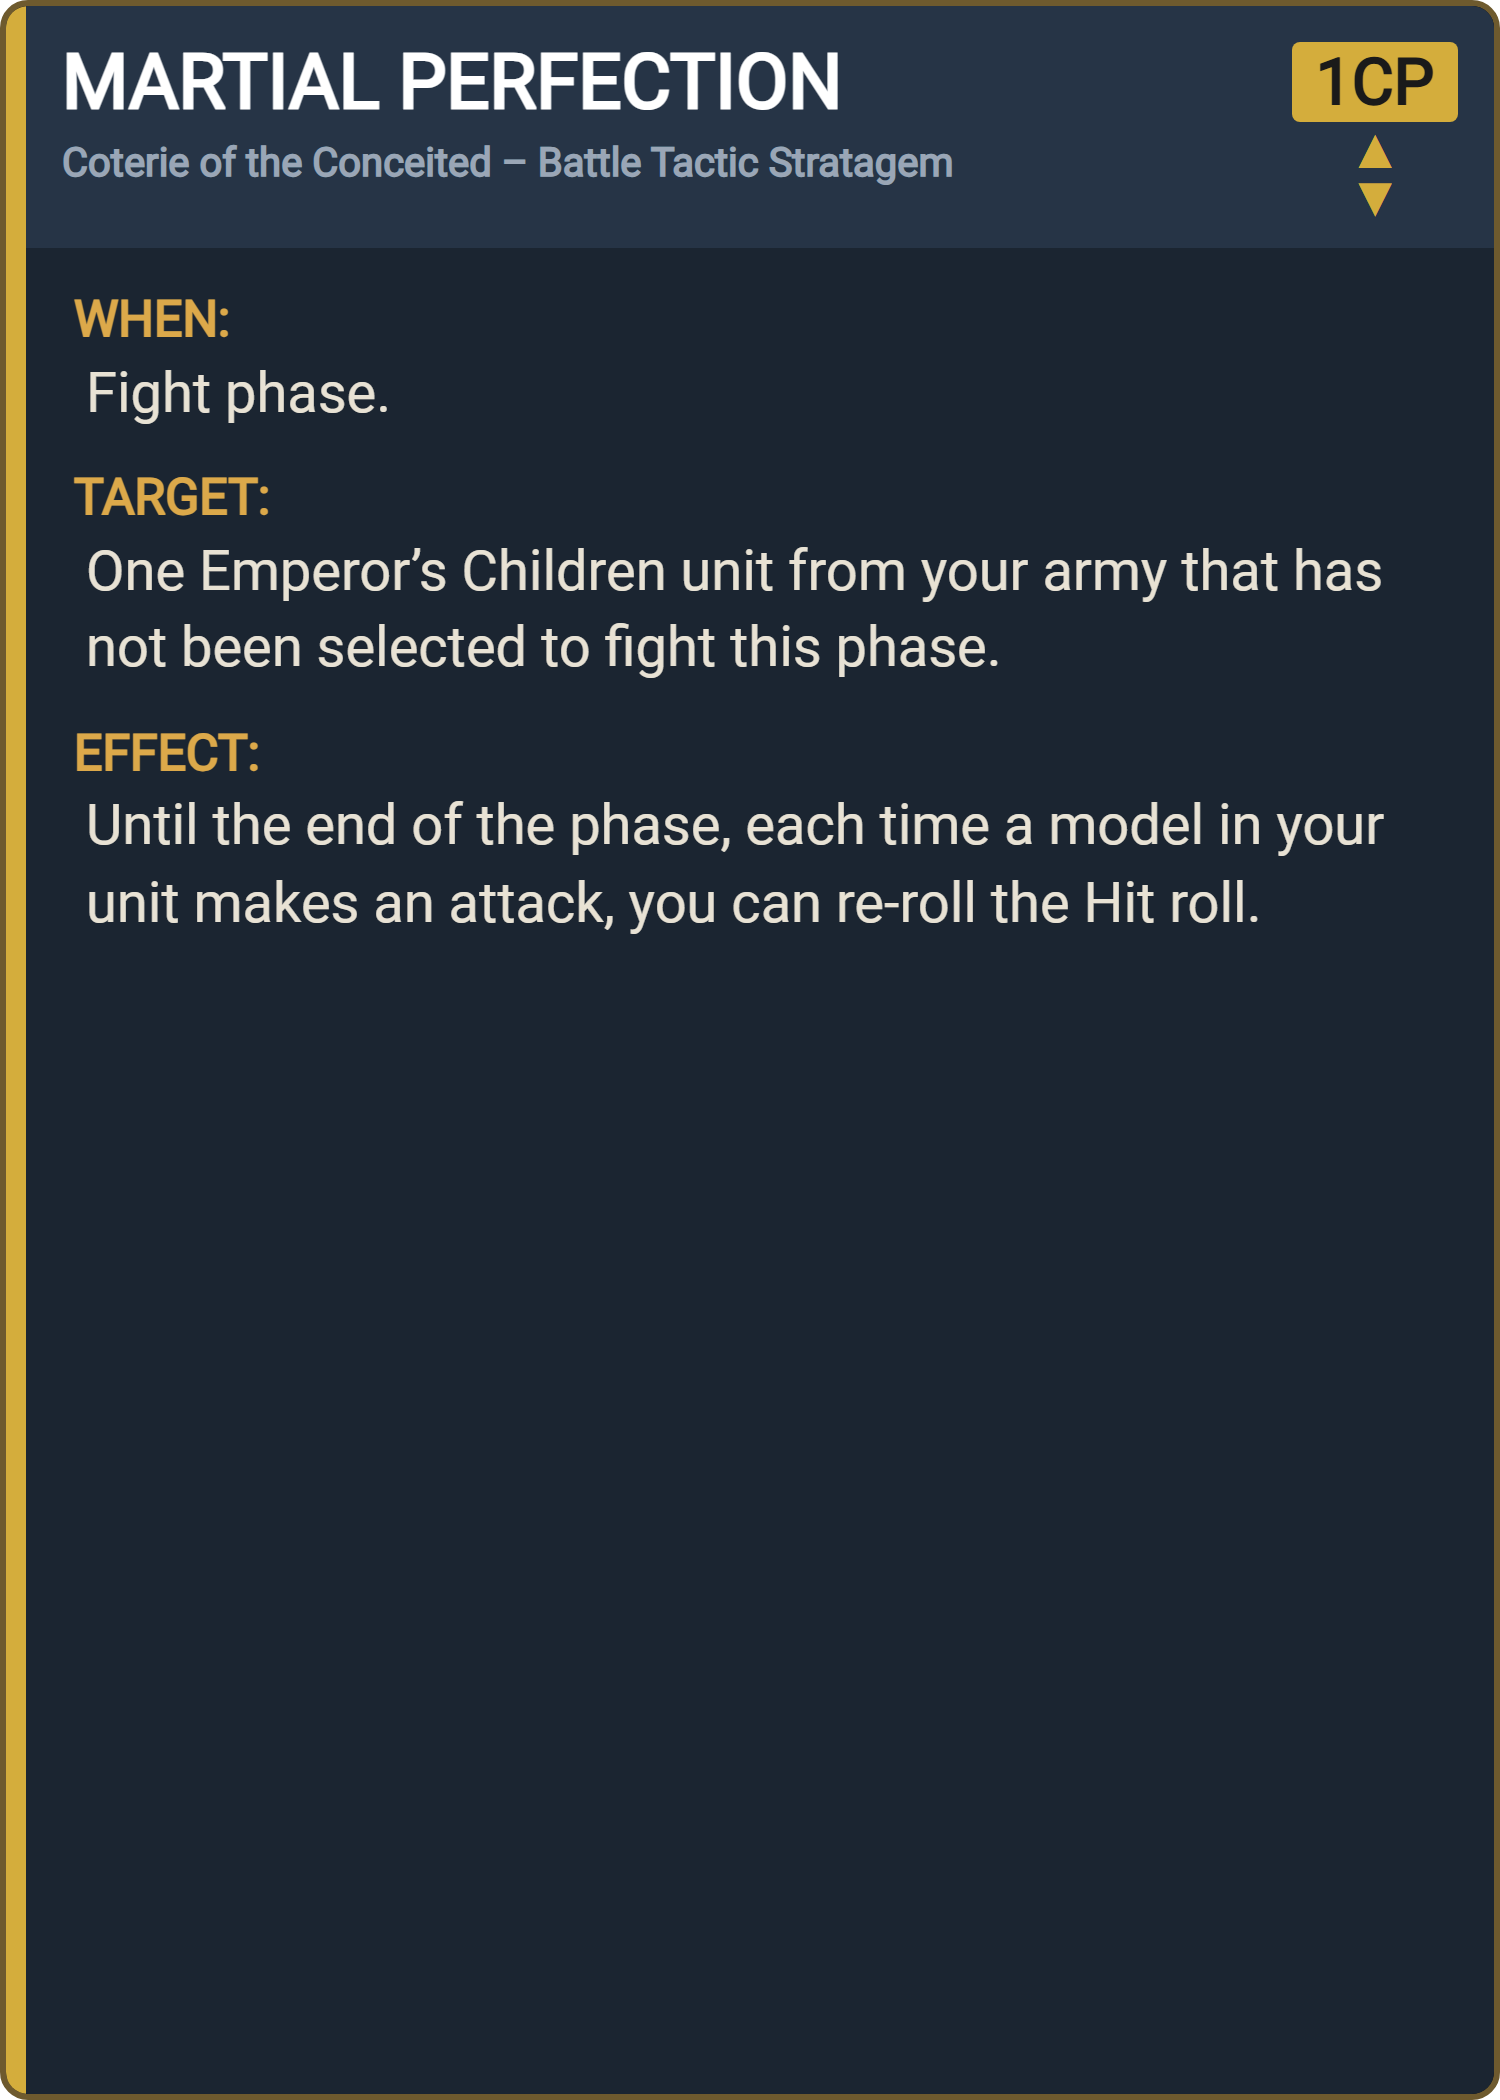 MARTIAL PERFECTION
1CP
Coterie of the Conceited – Battle Tactic Stratagem
▲
▼
WHEN:
Fight phase.
TARGET:
One Emperor’s Children unit from your army that has
not been selected to fight this phase.
EFFECT:
Until the end of the phase, each time a model in your
unit makes an attack, you can re-roll the Hit roll.